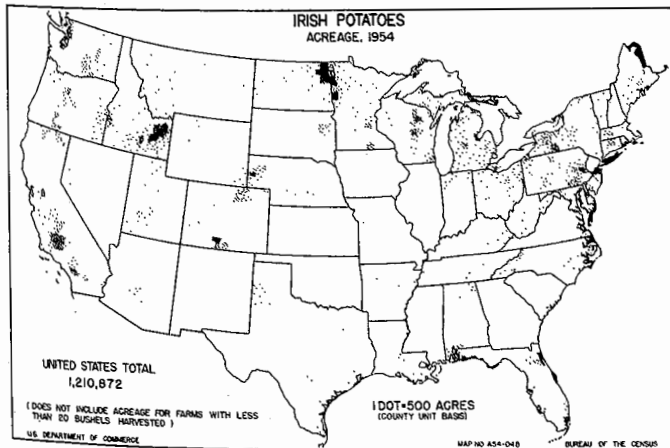 IRISH POTATOES
ACREAGE, 1954
UNITED STATES TOTAL
1,210,872
(DOES NOT INCLUDE ACREAGE FOR FARMS WITH LESS
THAN 20 BUSHELS HARVESTED)
U.S. DEPARTMENT OF COMMERCE
1 DOT=500 ACRES
(COUNTY UNIT BASIS)
MAP NO. A54-048
BUREAU OF THE CENSUS